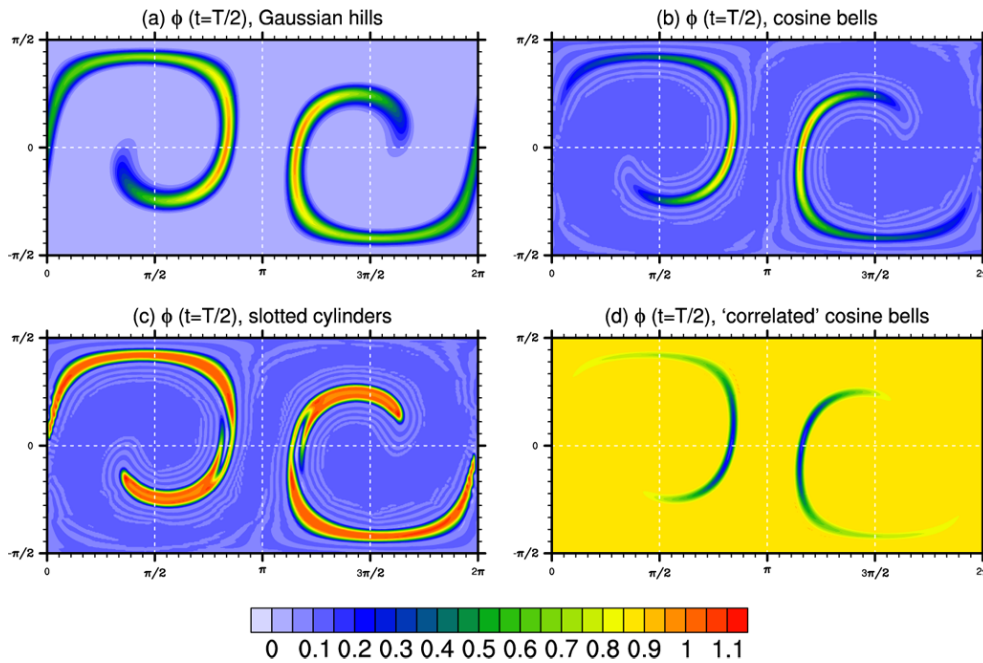 (a) ϕ (t=T/2), Gaussian hills
π/2
0
-π/2
0 π/2 π 3π/2 2π
(b) ϕ (t=T/2), cosine bells
π/2
0
-π/2
0 π/2 π 3π/2 2π
(c) ϕ (t=T/2), slotted cylinders
π/2
0
-π/2
0 π/2 π 3π/2 2π
(d) ϕ (t=T/2), ‘correlated’ cosine bells
π/2
0
-π/2
0 π/2 π 3π/2 2π
0 0.1 0.2 0.3 0.4 0.5 0.6 0.7 0.8 0.9 1 1.1